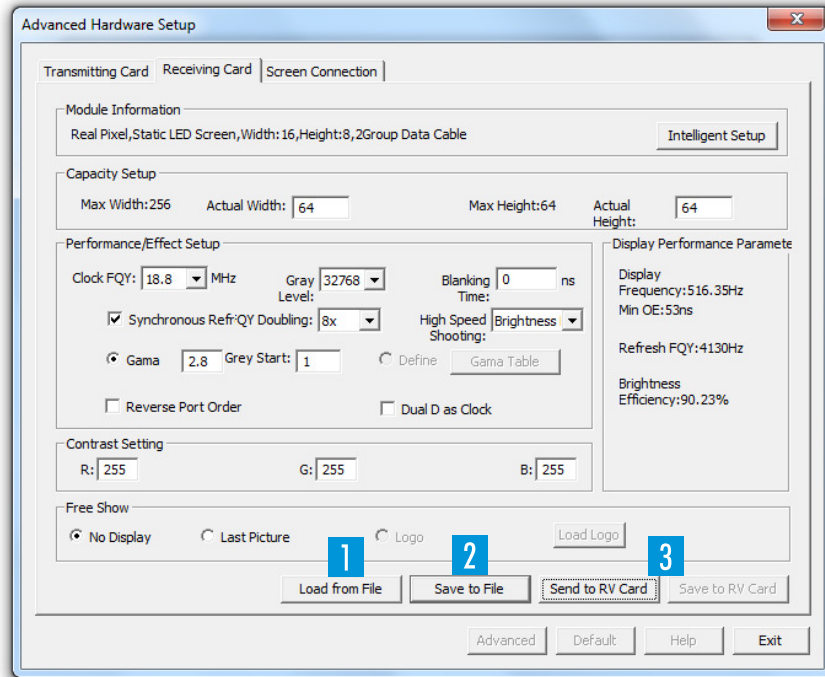 Advanced Hardware Setup
Transmitting Card Receiving Card Screen Connection
Module Information
Real Pixel,Static LED Screen,Width:16,Height:8,2Group Data Cable Intelligent Setup
Capacity Setup
Max Width:256 Actual Width: 64 Max Height:64 Actual Height: 64
Performance/Effect Setup
Clock FQY: 18.8 MHz Gray Level: 32768 Blanking Time: 0 ns
Synchronous Refr QY Doubling: 8x High Speed Shooting: Brightness
Gama 2.8 Grey Start: 1 Define Gama Table
Reverse Port Order Dual D as Clock
Display Performance Paramete
Display
Frequency:516.35Hz
Min OE:53ns
Refresh FQY:4130Hz
Brightness
Efficiency:90.23%
Contrast Setting
R: 255 G: 255 B: 255
Free Show
No Display Last Picture Logo Load Logo
1 2 3
Load from File Save to File Send to RV Card Save to RV Card
Advanced Default Help Exit